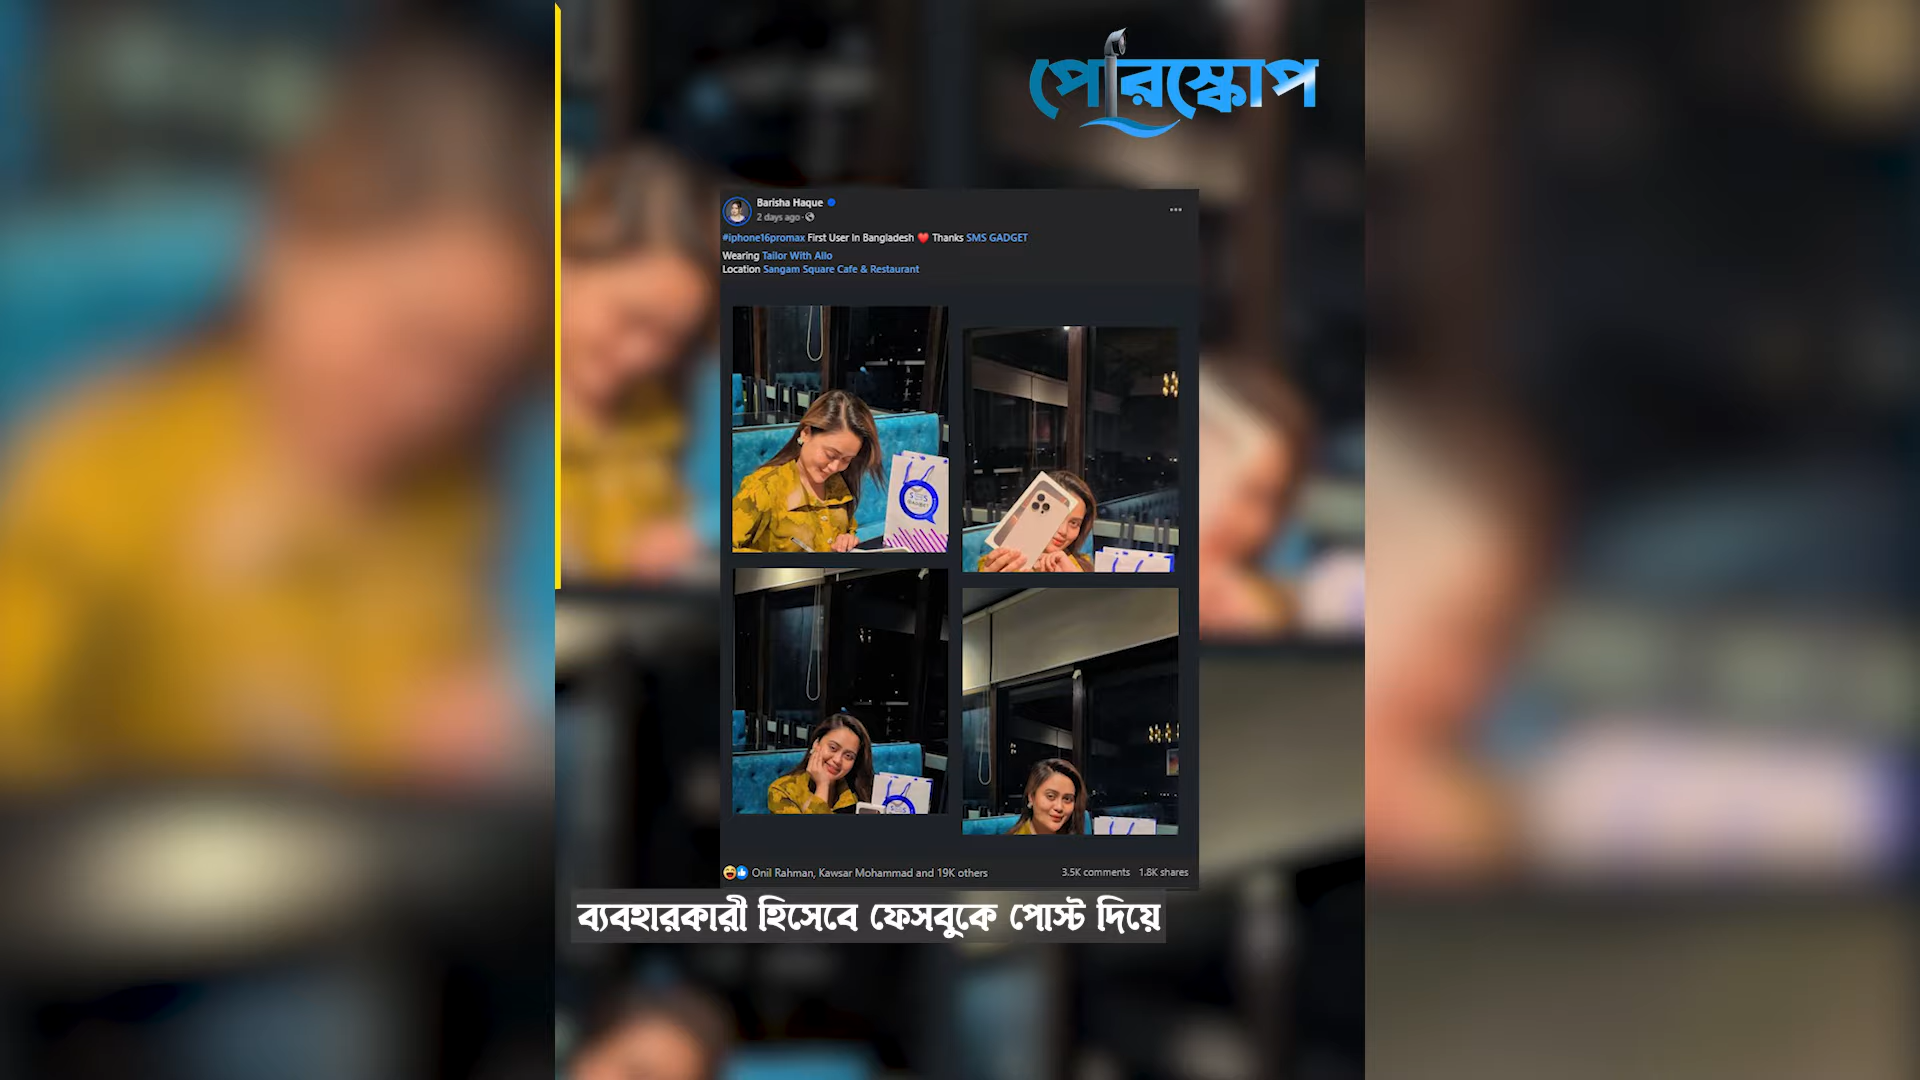 পেরিস্কোপ
Barisha Haque
2 days ago
#iphone16promax First User In Bangladesh ❤️ Thanks SMS GADGET
Wearing Tailor With Allo
Location Sangam Square Cafe & Restaurant
Onil Rahman, Kawsar Mohammad and 19K others 3.5K comments 1.8K shares
ব্যবহারকারী হিসেবে ফেসবুকে পোস্ট দিয়ে